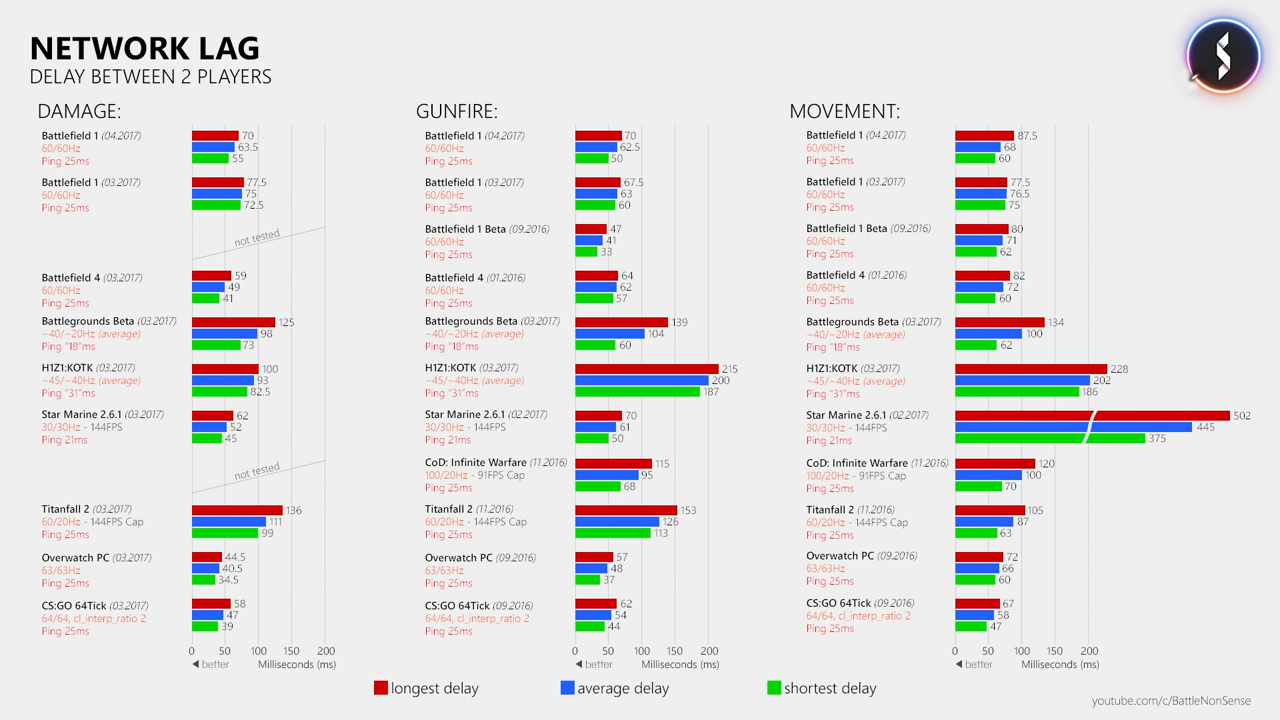 NETWORK LAG
DELAY BETWEEN 2 PLAYERS
DAMAGE:
Battlefield 1 (04.2017)
60/60Hz
Ping 25ms
70
63.5
55
Battlefield 1 (03.2017)
60/60Hz
Ping 25ms
77.5
75
72.5
not tested
Battlefield 4 (03.2017)
60/60Hz
Ping 25ms
59
49
41
Battlegrounds Beta (03.2017)
~40/~20Hz (average)
Ping "18"ms
125
98
73
H1Z1:KOTK (03.2017)
~45/~40Hz (average)
Ping "31"ms
100
93
82.5
Star Marine 2.6.1 (03.2017)
30/30Hz - 144FPS
Ping 21ms
62
52
45
not tested
Titanfall 2 (03.2017)
60/20Hz - 144FPS Cap
Ping 25ms
136
111
99
Overwatch PC (03.2017)
63/63Hz
Ping 25ms
44.5
40.5
34.5
CS:GO 64Tick (03.2017)
64/64, cl_interp_ratio 2
Ping 25ms
58
47
39
0 50 100 150 200
◄ better Milliseconds (ms)
GUNFIRE:
Battlefield 1 (04.2017)
60/60Hz
Ping 25ms
70
62.5
50
Battlefield 1 (03.2017)
60/60Hz
Ping 25ms
67.5
63
60
Battlefield 1 Beta (09.2016)
60/60Hz
Ping 25ms
47
41
33
Battlefield 4 (01.2016)
60/60Hz
Ping 25ms
64
62
57
Battlegrounds Beta (03.2017)
~40/~20Hz (average)
Ping "18"ms
139
104
60
H1Z1:KOTK (03.2017)
~45/~40Hz (average)
Ping "31"ms
215
200
187
Star Marine 2.6.1 (02.2017)
30/30Hz - 144FPS
Ping 21ms
70
61
50
CoD: Infinite Warfare (11.2016)
100/20Hz - 91FPS Cap
Ping 25ms
115
95
68
Titanfall 2 (11.2016)
60/20Hz - 144FPS Cap
Ping 25ms
153
126
113
Overwatch PC (09.2016)
63/63Hz
Ping 25ms
57
48
37
CS:GO 64Tick (09.2016)
64/64, cl_interp_ratio 2
Ping 25ms
62
54
44
0 50 100 150 200
◄ better Milliseconds (ms)
MOVEMENT:
Battlefield 1 (04.2017)
60/60Hz
Ping 25ms
87.5
68
60
Battlefield 1 (03.2017)
60/60Hz
Ping 25ms
77.5
76.5
75
Battlefield 1 Beta (09.2016)
60/60Hz
Ping 25ms
80
71
62
Battlefield 4 (01.2016)
60/60Hz
Ping 25ms
82
72
60
Battlegrounds Beta (03.2017)
~40/~20Hz (average)
Ping "18"ms
134
100
62
H1Z1:KOTK (03.2017)
~45/~40Hz (average)
Ping "31"ms
228
202
186
Star Marine 2.6.1 (02.2017)
30/30Hz - 144FPS
Ping 21ms
502
445
375
CoD: Infinite Warfare (11.2016)
100/20Hz - 91FPS Cap
Ping 25ms
120
100
70
Titanfall 2 (11.2016)
60/20Hz - 144FPS Cap
Ping 25ms
105
87
63
Overwatch PC (09.2016)
63/63Hz
Ping 25ms
72
66
60
CS:GO 64Tick (09.2016)
64/64, cl_interp_ratio 2
Ping 25ms
67
58
47
0 50 100 150 200
◄ better Milliseconds (ms)
longest delay average delay shortest delay
youtube.com/c/BattleNonSense